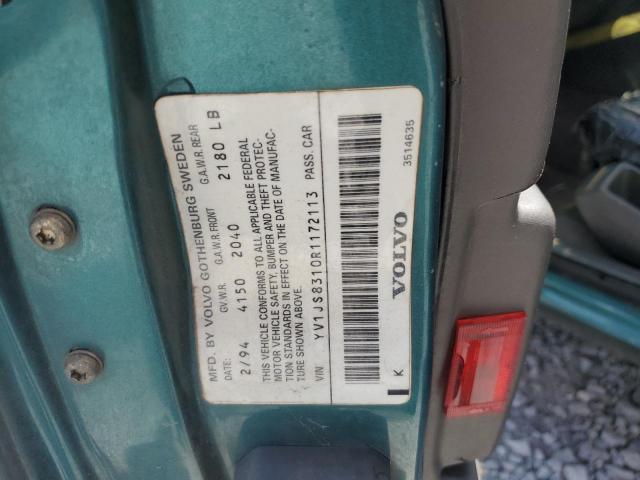 MFD. BY VOLVO GOTHENBURG SWEDEN
DATE: G.V.W.R. G.A.W.R. FRONT G.A.W.R. REAR
2/94 4150 2040 2180 LB
THIS VEHICLE CONFORMS TO ALL APPLICABLE FEDERAL
MOTOR VEHICLE SAFETY, BUMPER AND THEFT PROTEC-
TION STANDARDS IN EFFECT ON THE DATE OF MANUFAC-
TURE SHOWN ABOVE.
VIN: YV1JS8310R1172113 PASS. CAR
K VOLVO 3514635